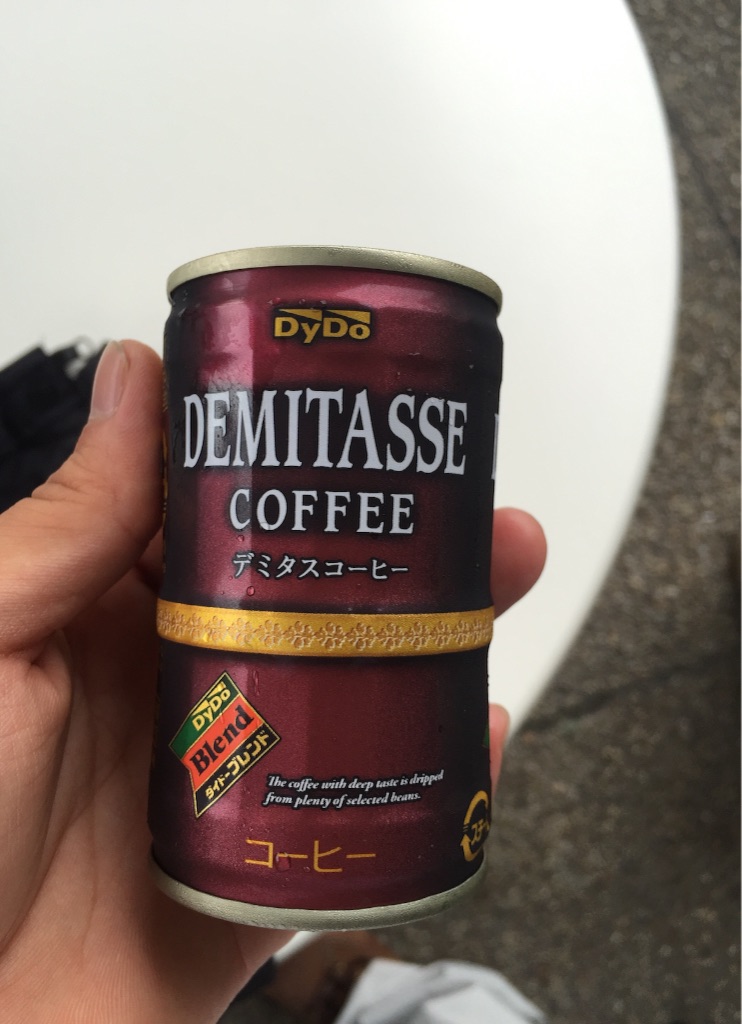 DyDo
DEMITASSE
COFFEE
デミタスコーヒー
DyDo
Blend
ダイドーブレンド
The coffee with deep taste is dripped
from plenty of selected beans.
コーヒー